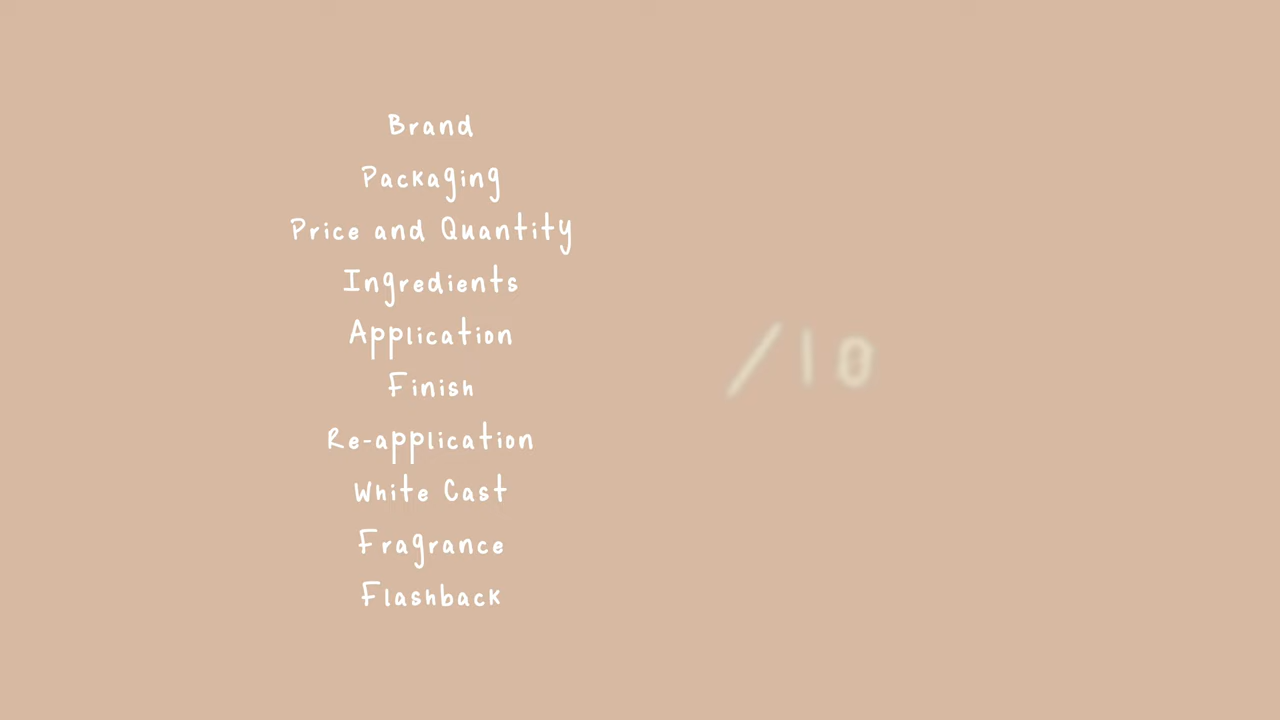 Brand
Packaging
Price and Quantity
Ingredients
Application
Finish
Re-application
White Cast
Fragrance
Flashback
/10